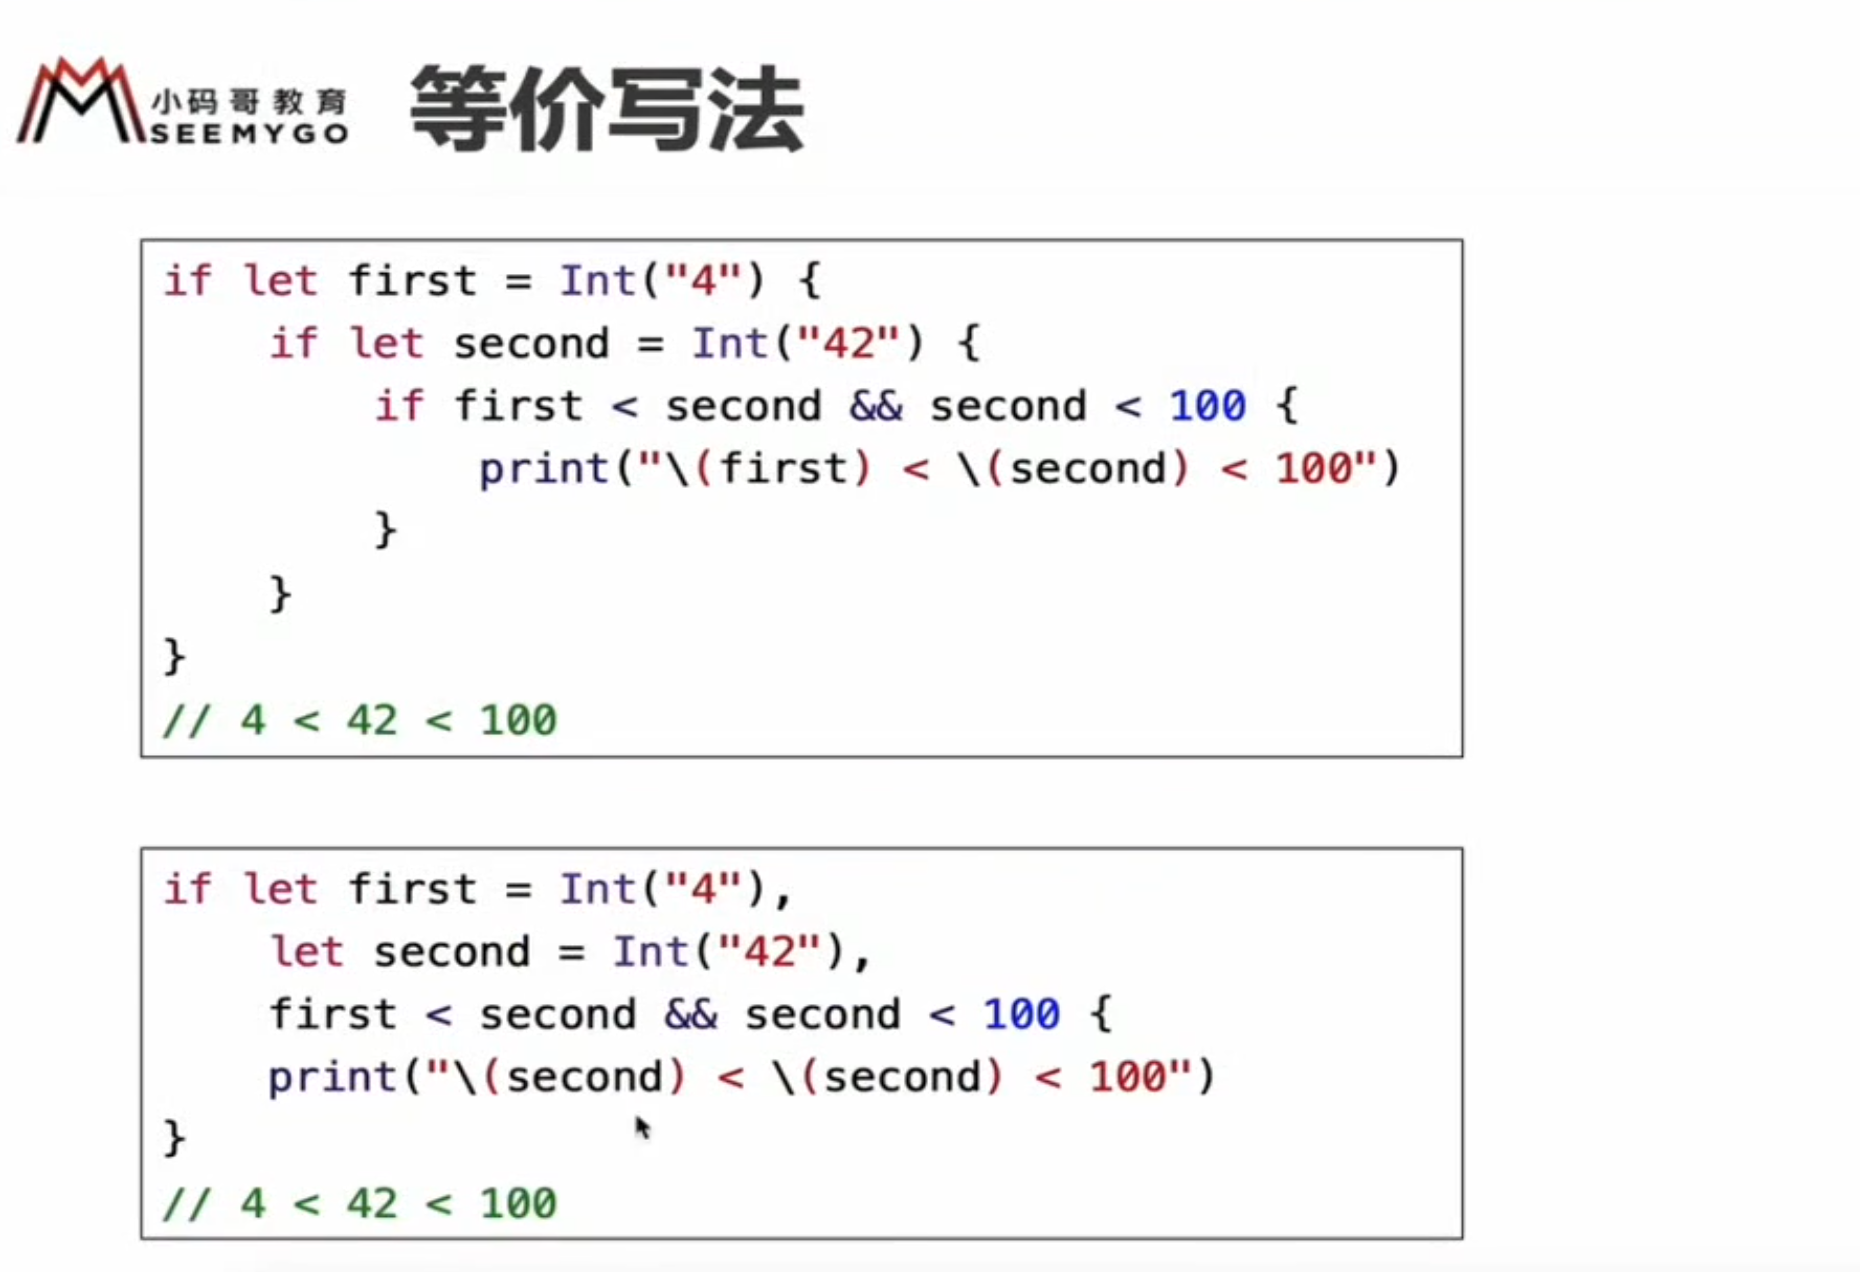 小码哥教育
SEEMYGO
等价写法
if let first = Int("4") {
    if let second = Int("42") {
        if first < second && second < 100 {
            print("\(first) < \(second) < 100")
        }
    }
}
// 4 < 42 < 100
if let first = Int("4"),
    let second = Int("42"),
    first < second && second < 100 {
    print("\(second) < \(second) < 100")
}
// 4 < 42 < 100